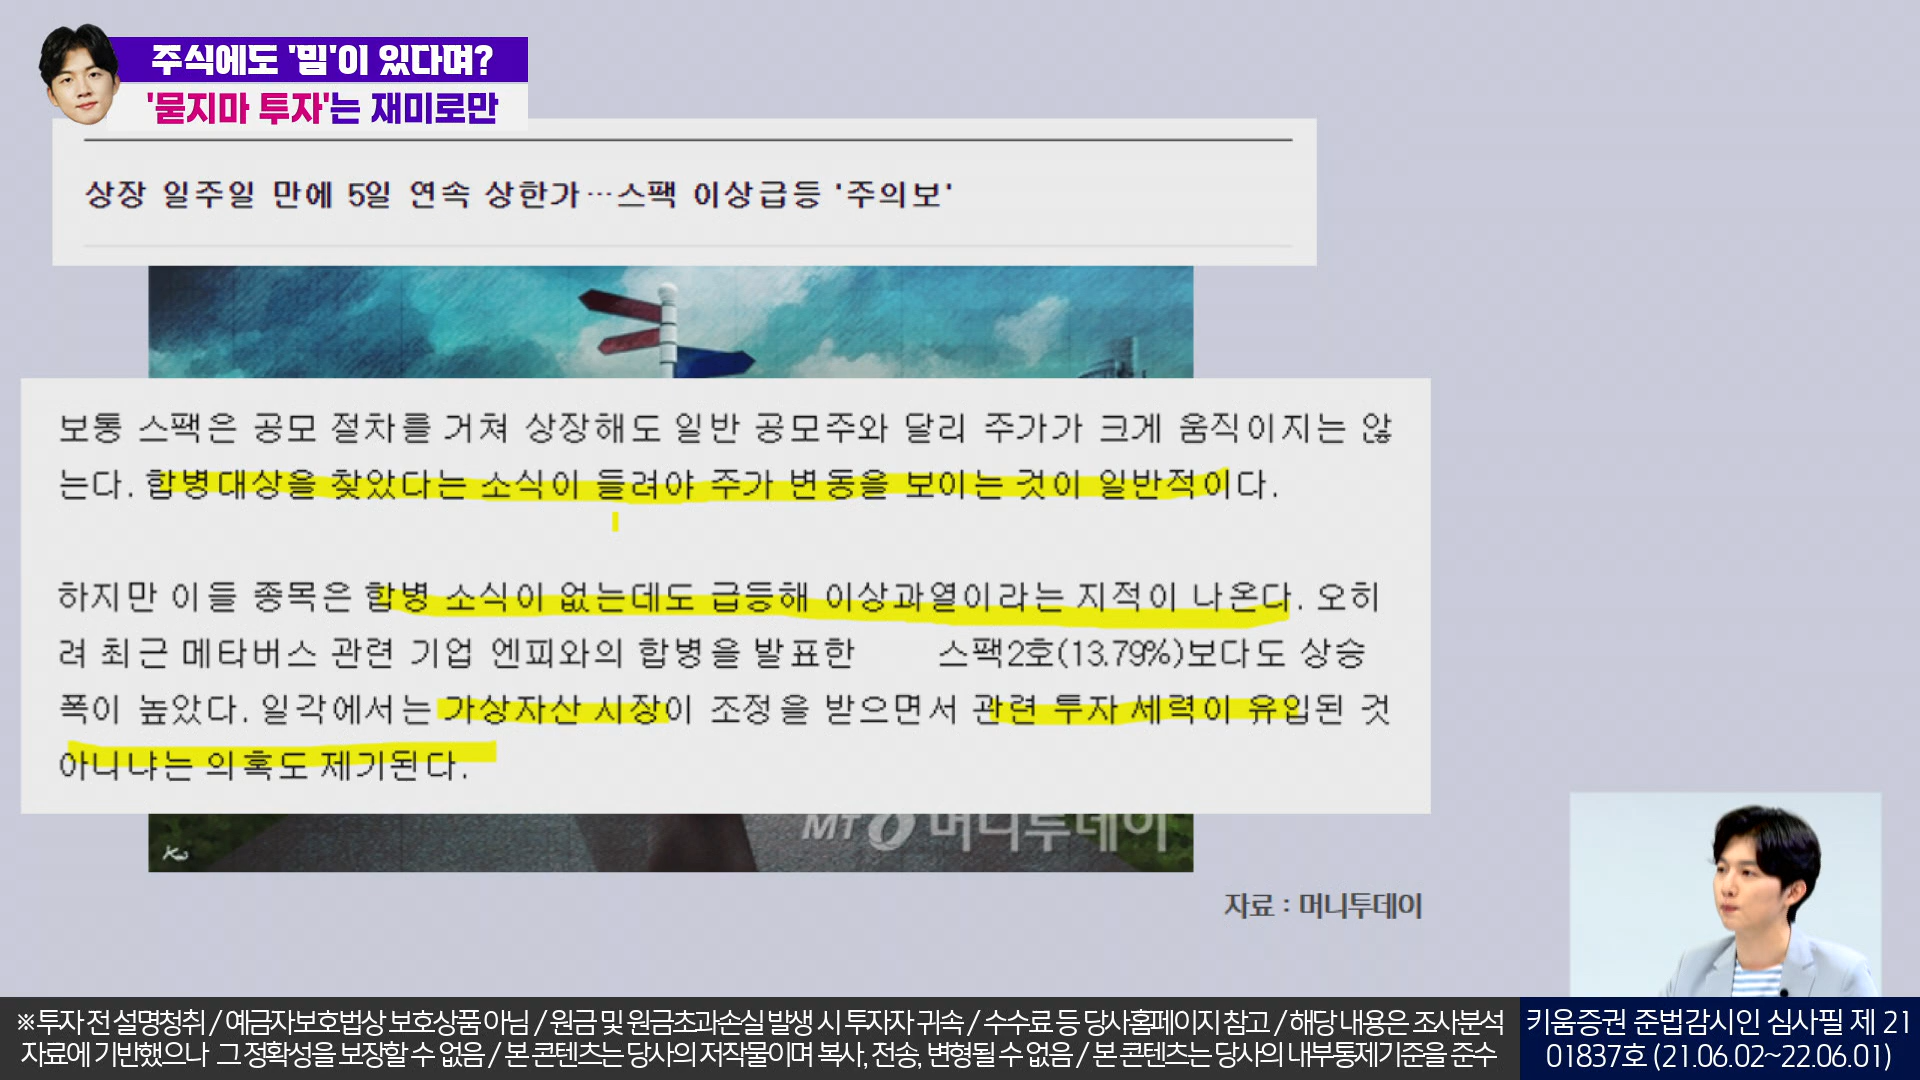 주식에도 '밈'이 있다며?
'묻지마 투자'는 재미로만
상장 일주일 만에 5일 연속 상한가…스팩 이상급등 '주의보'
보통 스팩은 공모 절차를 거쳐 상장해도 일반 공모주와 달리 주가가 크게 움직이지는 않
는다. 합병대상을 찾았다는 소식이 들려야 주가 변동을 보이는 것이 일반적이다.
하지만 이들 종목은 합병 소식이 없는데도 급등해 이상과열이라는 지적이 나온다. 오히
려 최근 메타버스 관련 기업 엔피와의 합병을 발표한 스팩2호(13.79%)보다도 상승
폭이 높았다. 일각에서는 가상자산 시장이 조정을 받으면서 관련 투자 세력이 유입된 것
아니냐는 의혹도 제기된다.
MT 머니투데이
자료 : 머니투데이
※투자 전 설명청취 / 예금자보호법상 보호상품 아님 / 원금 및 원금초과손실 발생 시 투자자 귀속 / 수수료 등 당사홈페이지 참고 / 해당 내용은 조사분석
자료에 기반했으나 그 정확성을 보장할 수 없음 / 본 콘텐츠는 당사의 저작물이며 복사, 전송, 변형될 수 없음 / 본 콘텐츠는 당사의 내부통제기준을 준수
키움증권 준법감시인 심사필 제 21
01837호 (21.06.02~22.06.01)